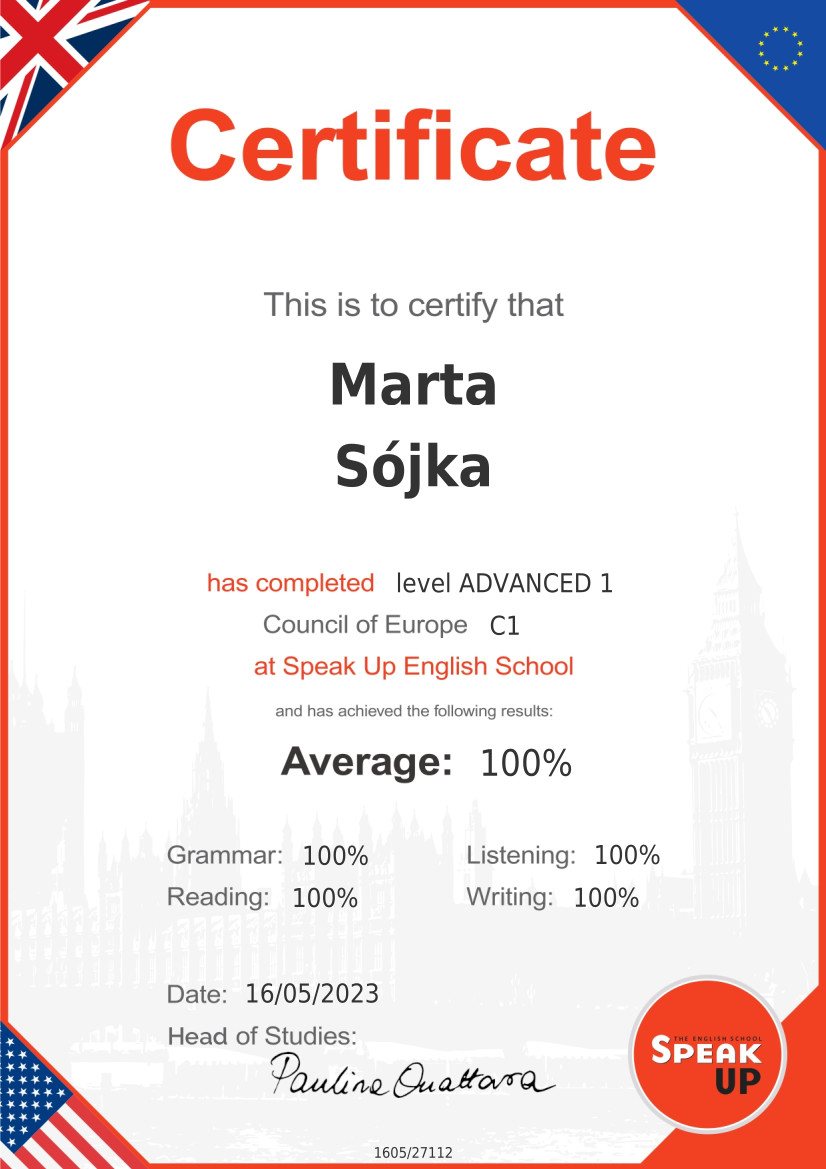 Certificate
This is to certify that
Marta
Sójka
has completed level ADVANCED 1
Council of Europe C1
at Speak Up English School
and has achieved the following results:
Average: 100%
Grammar: 100% Listening: 100%
Reading: 100% Writing: 100%
Date: 16/05/2023
Head of Studies:
Paulina Ouattara
THE ENGLISH SCHOOL
SPEAK
UP
1605/27112